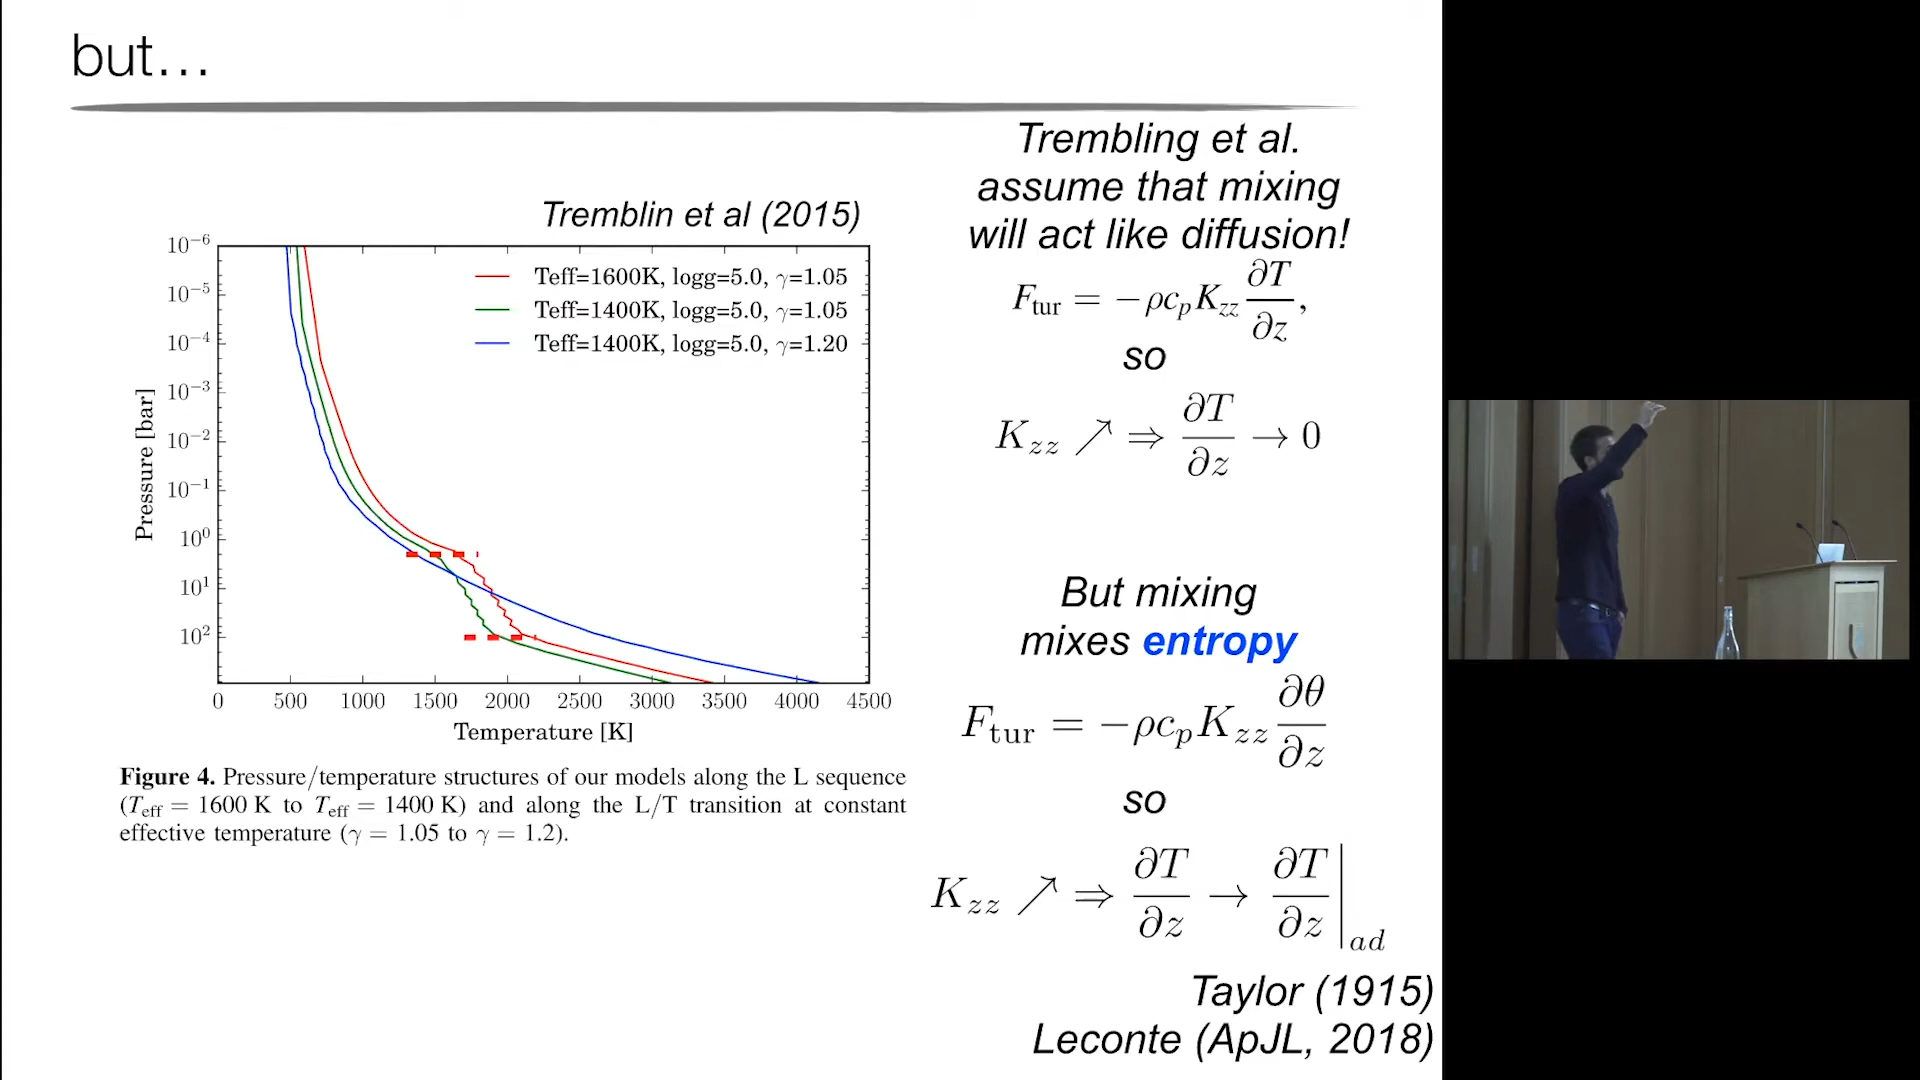 but...
Tremblin et al (2015)
10⁻⁶
10⁻⁵
10⁻⁴
10⁻³
10⁻²
10⁻¹
10⁰
10¹
10²
Pressure [bar]
Teff=1600K, logg=5.0, γ=1.05
Teff=1400K, logg=5.0, γ=1.05
Teff=1400K, logg=5.0, γ=1.20
0 500 1000 1500 2000 2500 3000 3500 4000 4500
Temperature [K]
Figure 4. Pressure/temperature structures of our models along the L sequence
(T_eff = 1600 K to T_eff = 1400 K) and along the L/T transition at constant
effective temperature (γ = 1.05 to γ = 1.2).
Trembling et al.
assume that mixing
will act like diffusion!
F_tur = −ρc_pK_zz ∂T/∂z,
so
K_zz ↗ ⇒ ∂T/∂z → 0
But mixing
mixes entropy
F_tur = −ρc_pK_zz ∂θ/∂z
so
K_zz ↗ ⇒ ∂T/∂z → ∂T/∂z|_ad
Taylor (1915)
Leconte (ApJL, 2018)